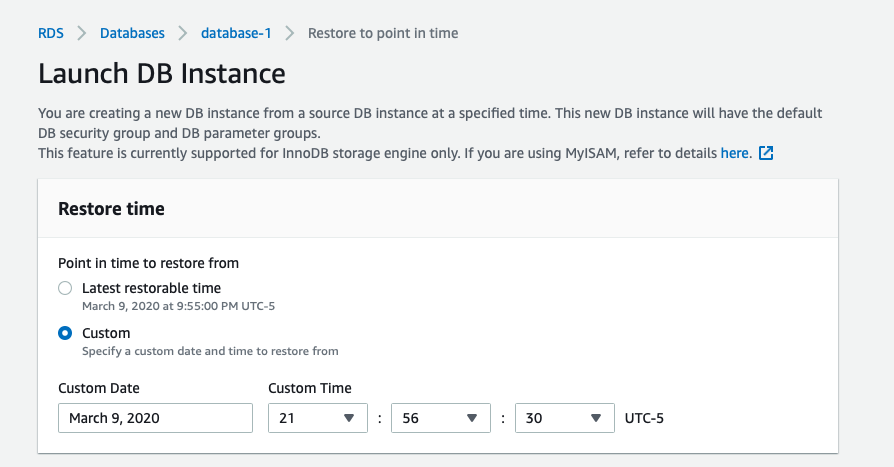 RDS > Databases > database-1 > Restore to point in time
Launch DB Instance
You are creating a new DB instance from a source DB instance at a specified time. This new DB instance will have the default
DB security group and DB parameter groups.
This feature is currently supported for InnoDB storage engine only. If you are using MyISAM, refer to details here.
Restore time
Point in time to restore from
Latest restorable time
March 9, 2020 at 9:55:00 PM UTC-5
Custom
Specify a custom date and time to restore from
Custom Date Custom Time
March 9, 2020 21 : 56 : 30 UTC-5